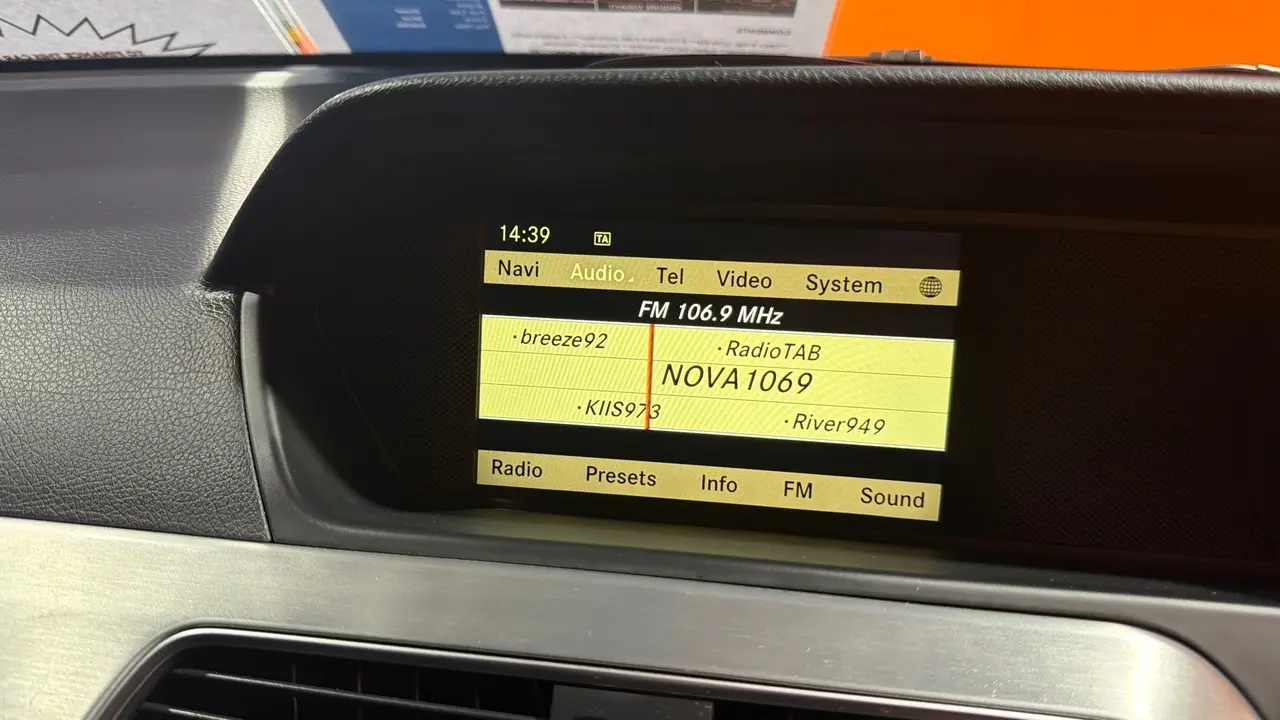 14:39 TA
Navi Audio Tel Video System
FM 106.9 MHz
·breeze92 ·RadioTAB
NOVA1069
·KIIS973 ·River949
Radio Presets Info FM Sound